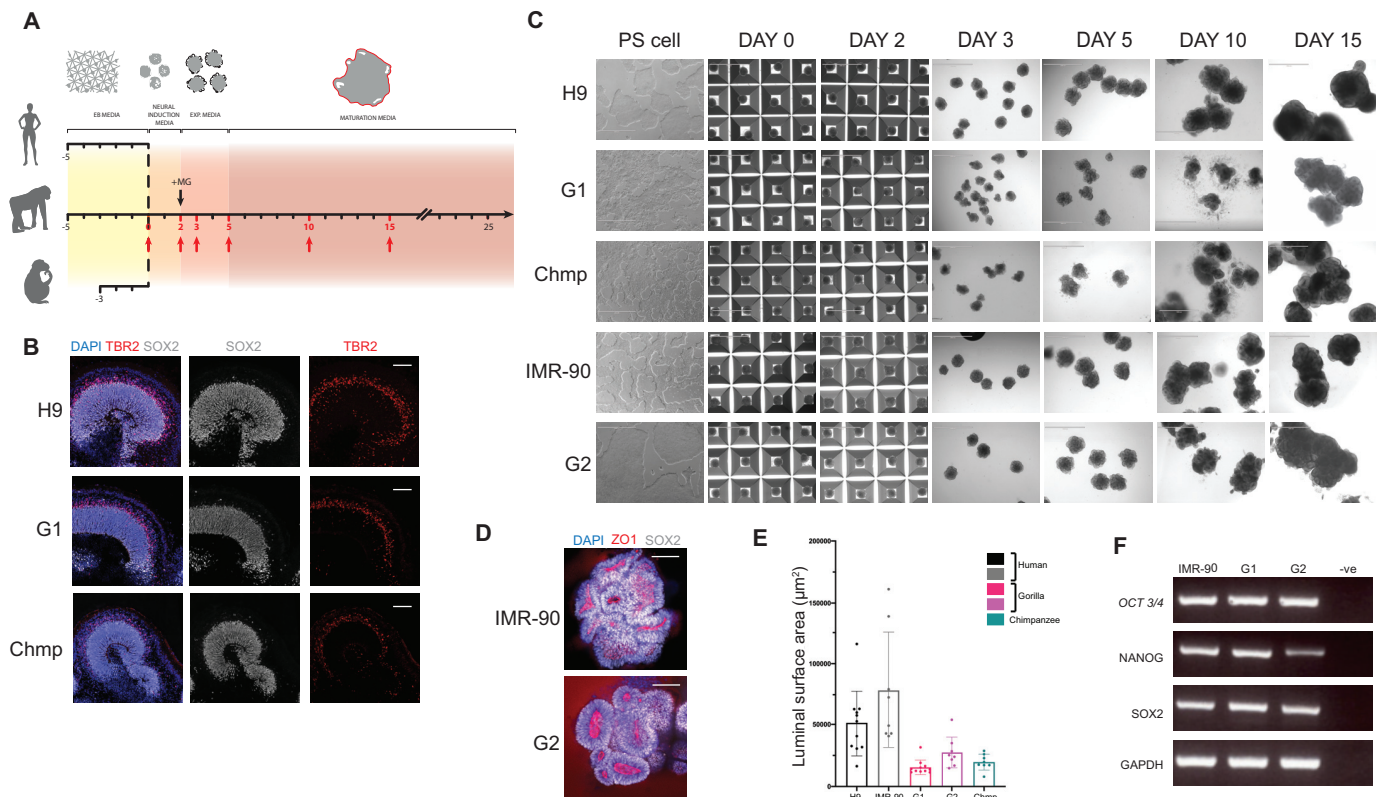 A
EB MEDIA
NEURAL
INDUCTION
MEDIA
EXP. MEDIA
MATURATION MEDIA
-5
+MG
-5
0
2
3
5
10
15
25
-3
B
DAPI TBR2 SOX2
SOX2
TBR2
H9
G1
Chmp
C
PS cell
DAY 0
DAY 2
DAY 3
DAY 5
DAY 10
DAY 15
H9
G1
Chmp
IMR-90
G2
D
DAPI ZO1 SOX2
IMR-90
G2
E
Luminal surface area (µm²)
200000
150000
100000
50000
0
Human
Gorilla
Chimpanzee
H9
IMR-90
G1
G2
Chmp
F
IMR-90 G1 G2 -ve
OCT 3/4
NANOG
SOX2
GAPDH